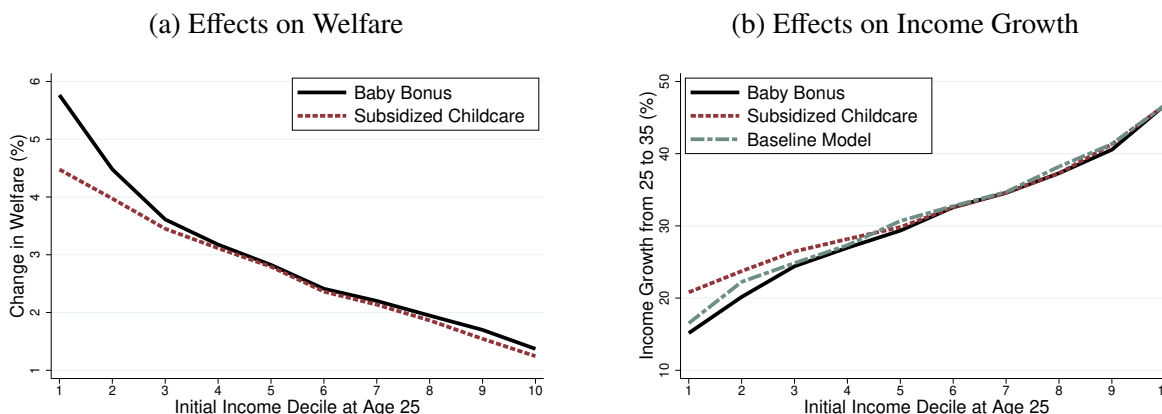 (a) Effects on Welfare
Change in Welfare (%)
6
5
4
3
2
1
Baby Bonus
Subsidized Childcare
1 2 3 4 5 6 7 8 9 10
Initial Income Decile at Age 25
(b) Effects on Income Growth
Income Growth from 25 to 35 (%)
50
40
30
20
10
Baby Bonus
Subsidized Childcare
Baseline Model
1 2 3 4 5 6 7 8 9 1
Initial Income Decile at Age 25